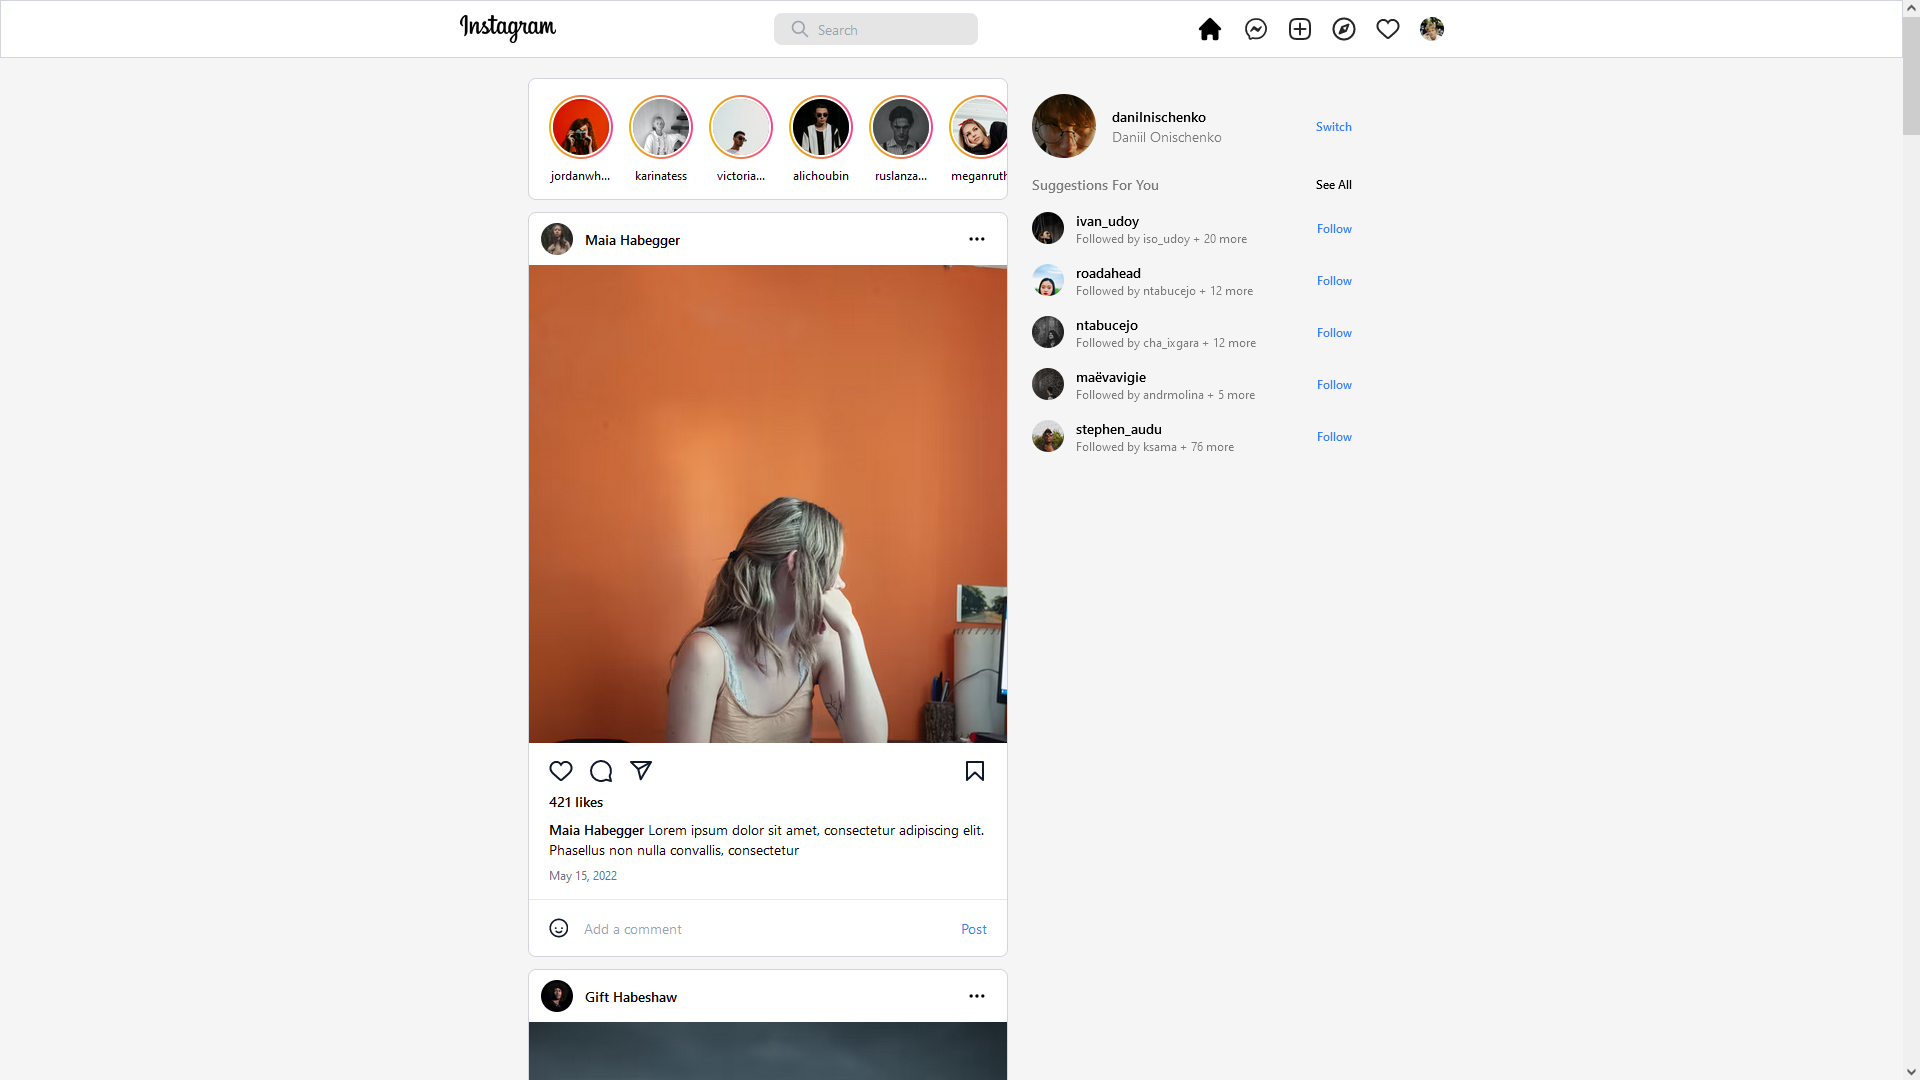 Instagram
Search
jordanwh...
karinatess
victoria...
alichoubin
ruslanza...
meganruth
Maia Habegger
421 likes
Maia Habegger Lorem ipsum dolor sit amet, consectetur adipiscing elit.
Phasellus non nulla convallis, consectetur
May 15, 2022
Add a comment
Post
Gift Habeshaw
danilnischenko
Daniil Onischenko
Switch
Suggestions For You
See All
ivan_udoy
Followed by iso_udoy + 20 more
Follow
roadahead
Followed by ntabucejo + 12 more
Follow
ntabucejo
Followed by cha_ixgara + 12 more
Follow
maëvavigie
Followed by andrmolina + 5 more
Follow
stephen_audu
Followed by ksama + 76 more
Follow